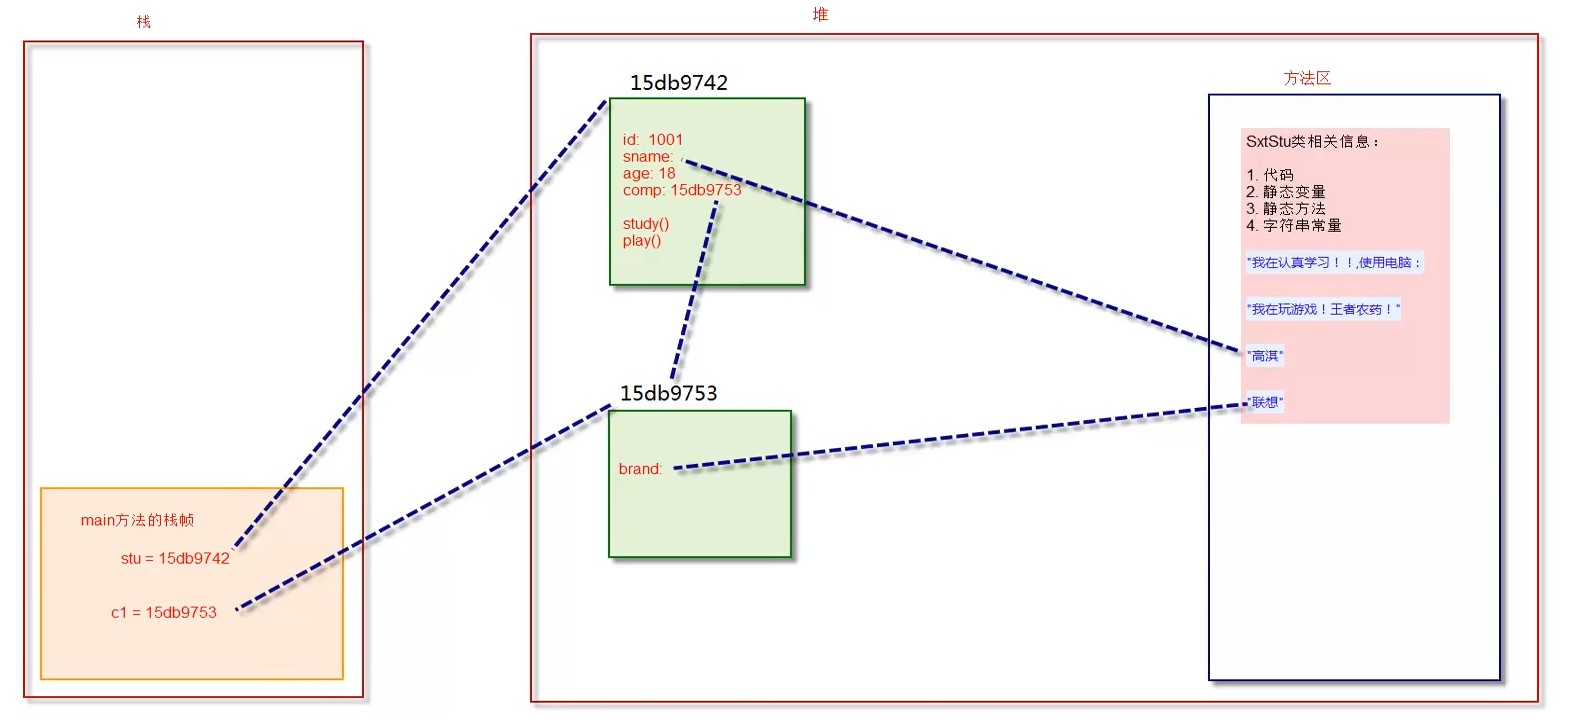 栈
堆
15db9742
id:  1001
sname:
age: 18
comp: 15db9753
study()
play()
15db9753
brand:
main方法的栈帧
stu = 15db9742
c1 = 15db9753
方法区
SxtStu类相关信息：
1. 代码
2. 静态变量
3. 静态方法
4. 字符串常量
"我在认真学习！！,使用电脑：
"我在玩游戏！王者农药！"
"高淇"
"联想"